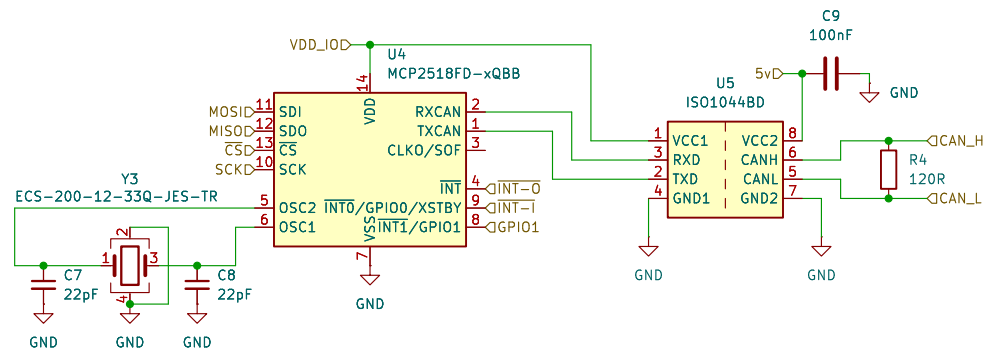 C9
100nF
VDD_IO
5v
GND
U4
MCP2518FD-xQBB
U5
ISO1044BD
14
VDD
MOSI 11 SDI
MISO 12 SDO
CS 13 CS
SCK 10 SCK
5 OSC2
6 OSC1
RXCAN 2
TXCAN 1
CLKO/SOF 3
INT 4 INT-0
INT0/GPIO0/XSTBY 9 INT-I
INT1/GPIO1 8 GPIO1
VSS
7
GND
1 VCC1
3 RXD
2 TXD
4 GND1
VCC2 8
CANH 6
CANL 5
GND2 7
CAN_H
R4
120R
CAN_L
GND
GND
Y3
ECS-200-12-33Q-JES-TR
2
1
3
4
C7
22pF
C8
22pF
GND
GND
GND